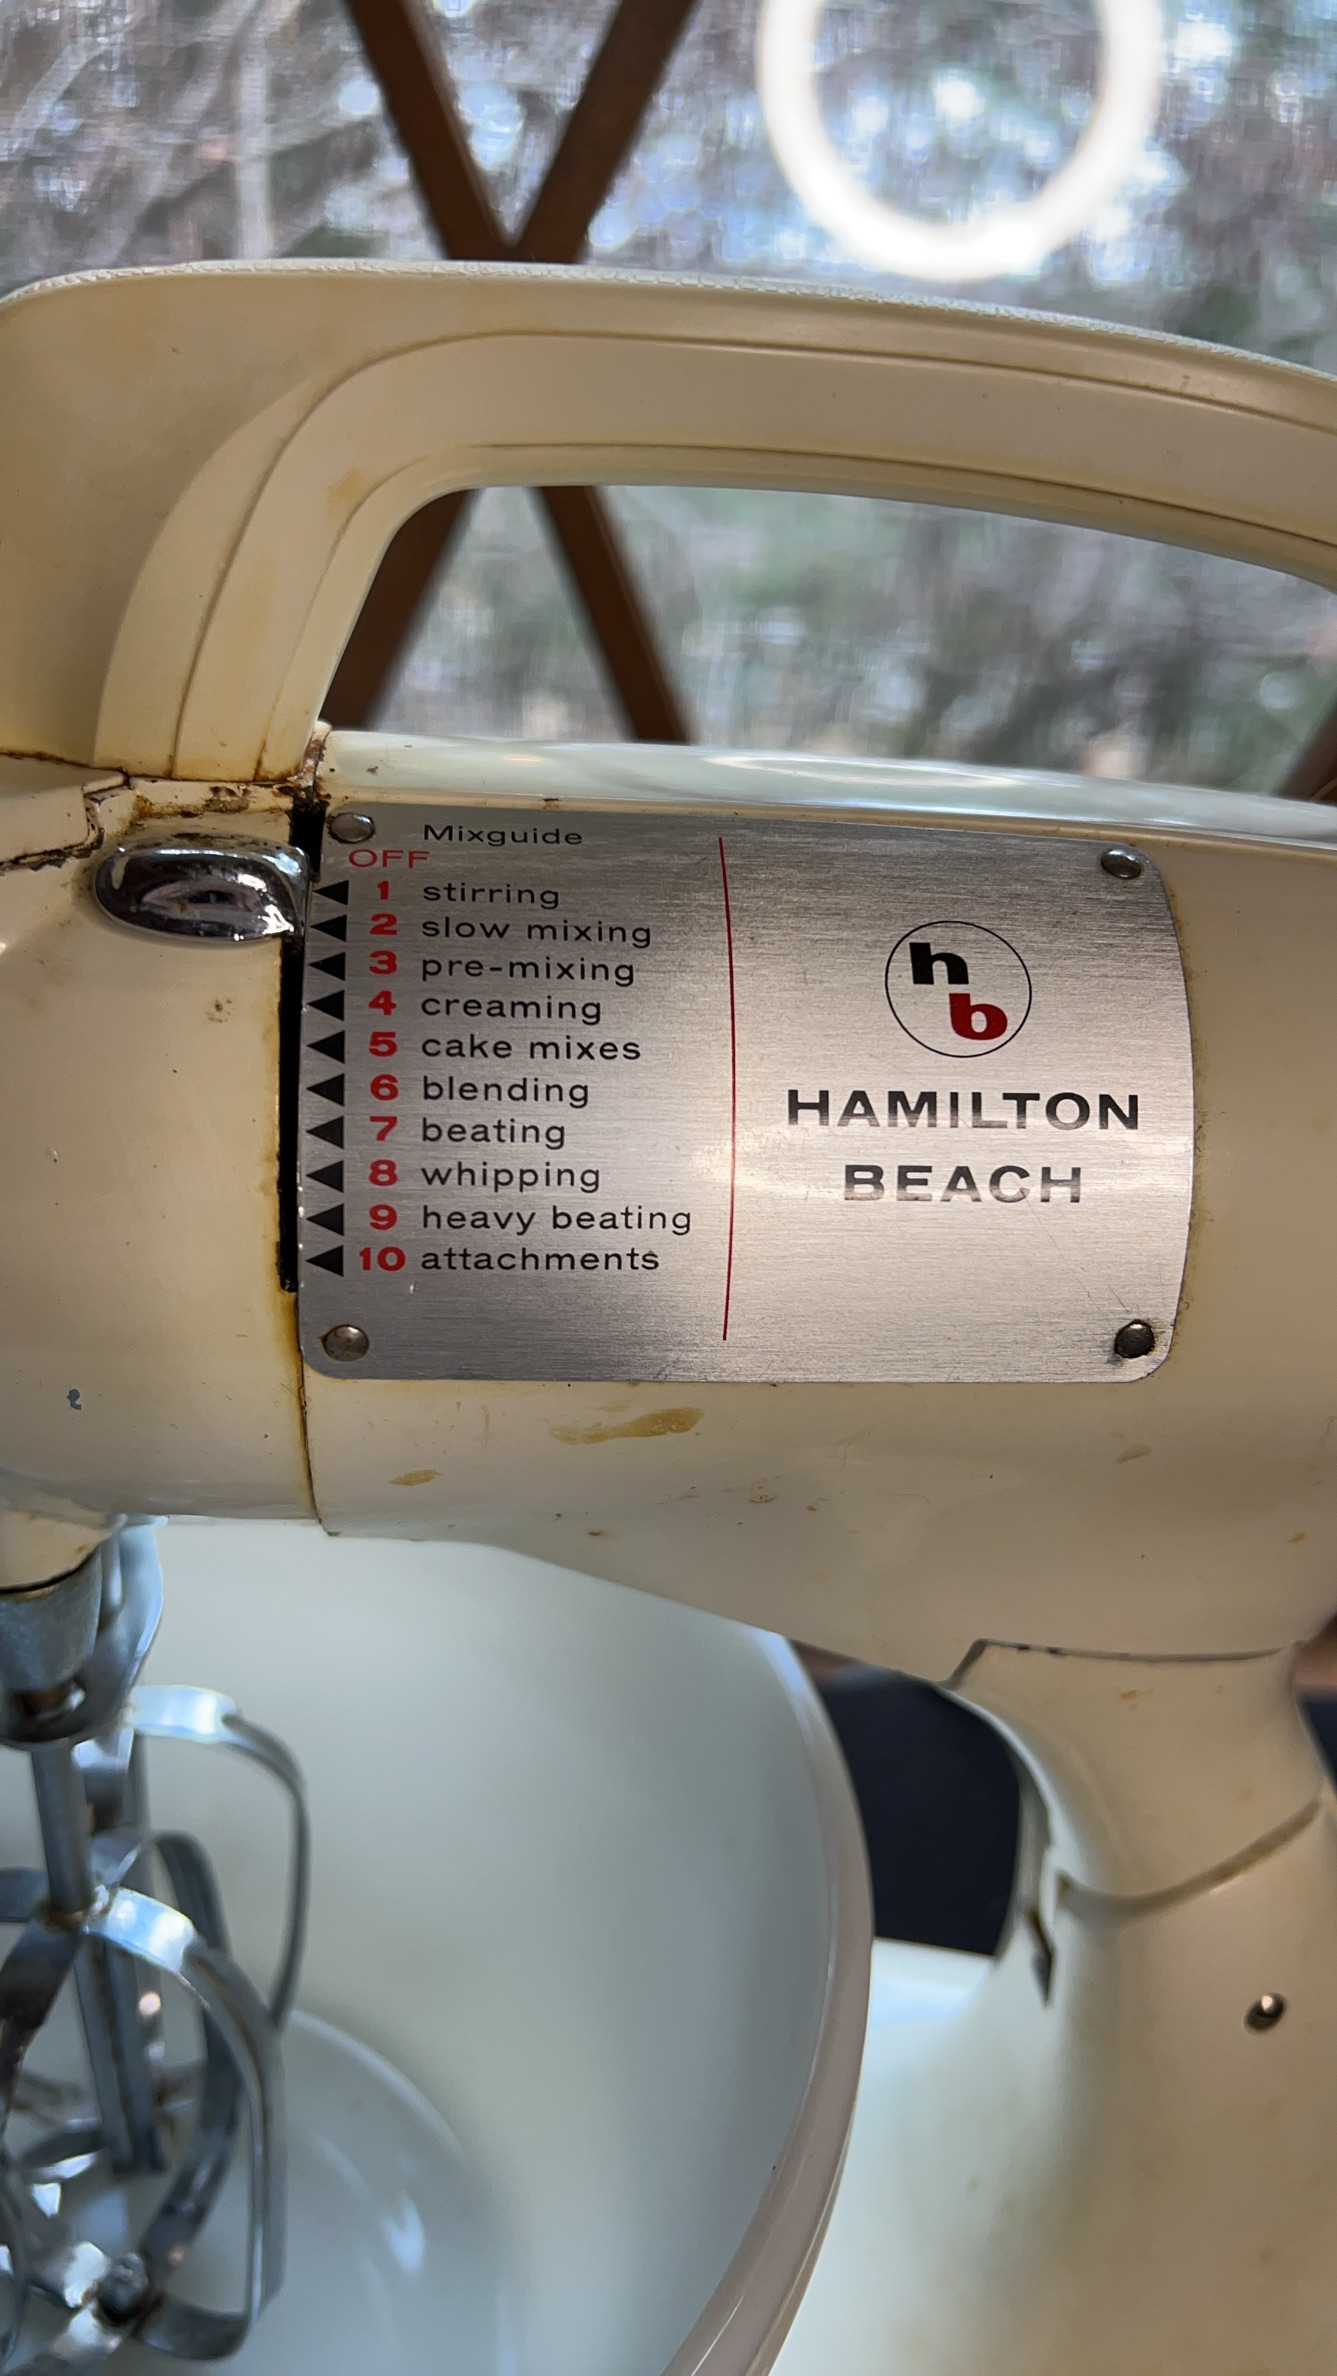 Mixguide
OFF
1 stirring
2 slow mixing
3 pre-mixing
4 creaming
5 cake mixes
6 blending
7 beating
8 whipping
9 heavy beating
10 attachments
h
b
HAMILTON
BEACH